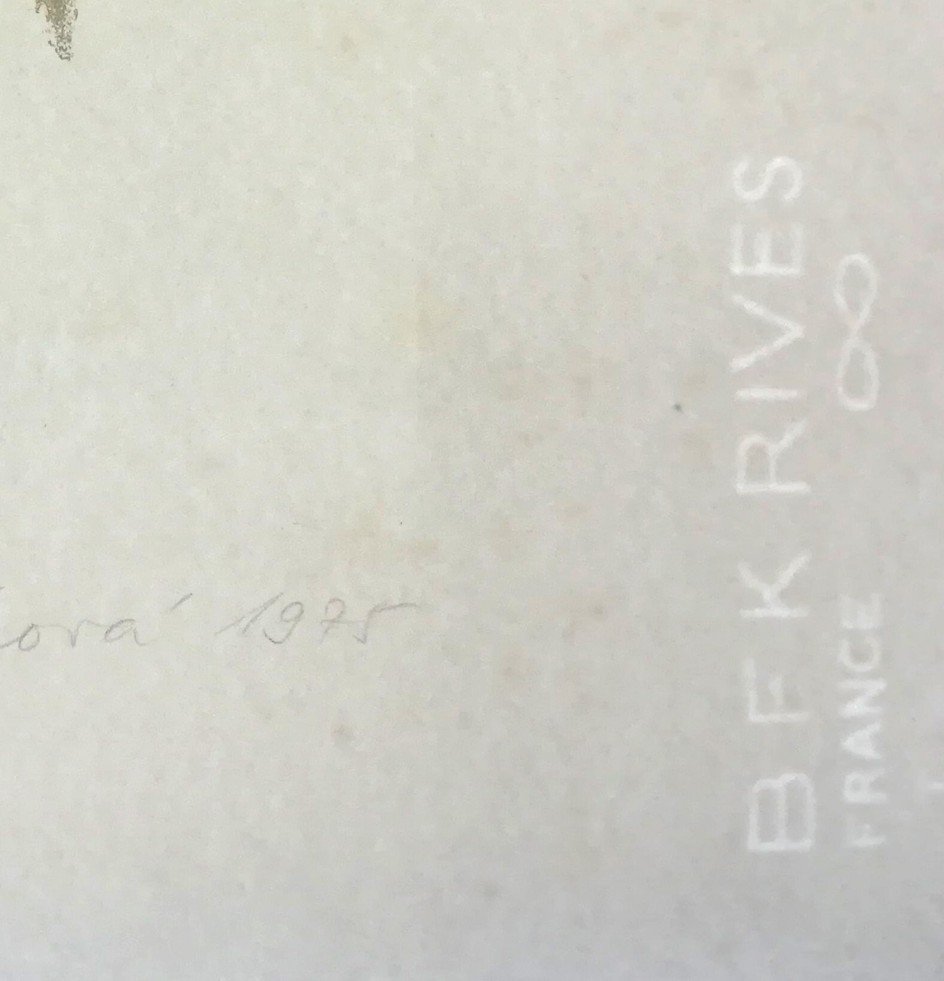 ová 1975
BFK RIVES
FRANCE ∞